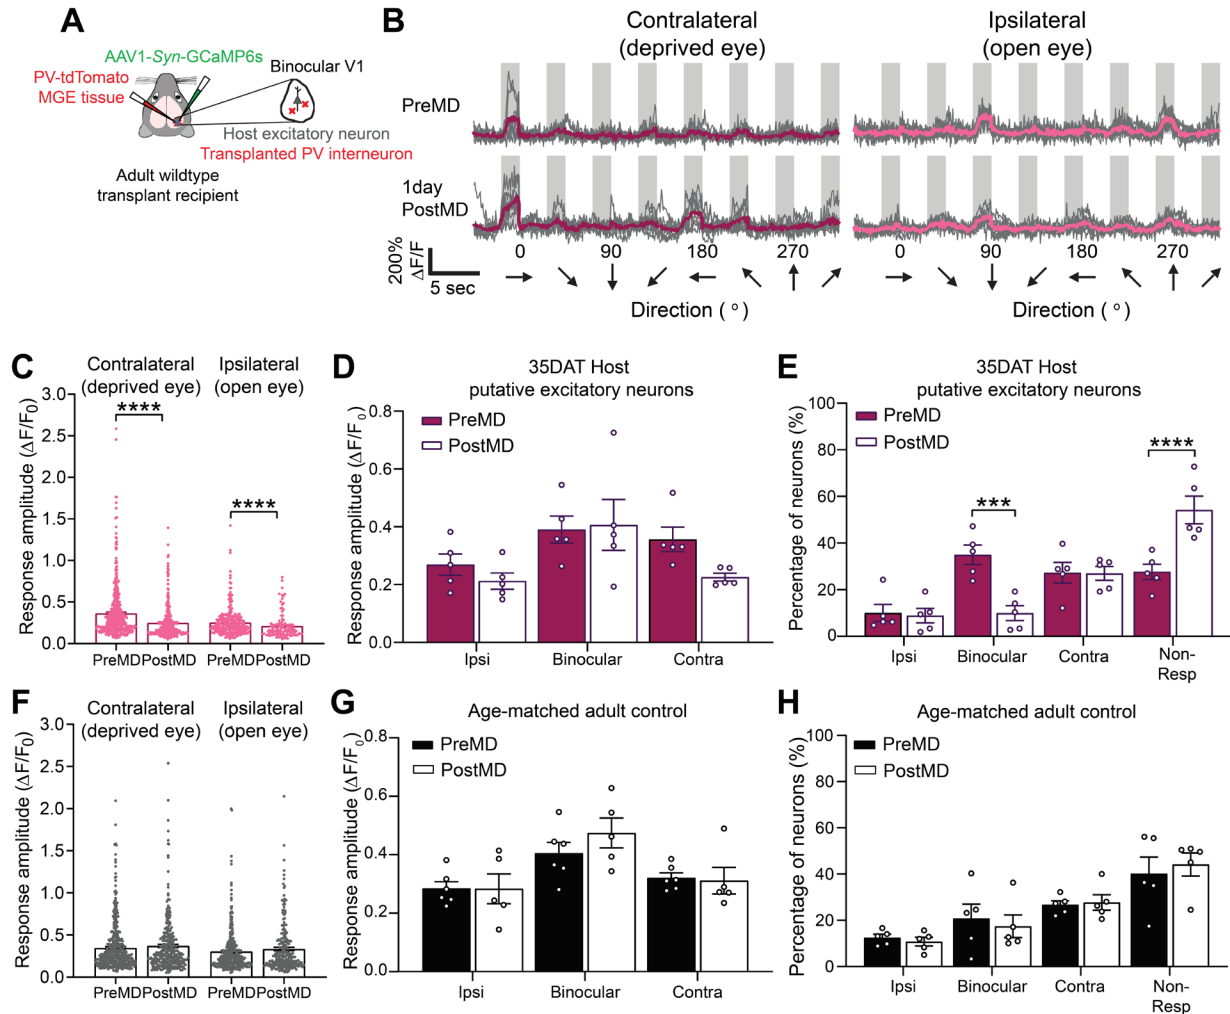 A
AAV1-Syn-GCaMP6s
PV-tdTomato
MGE tissue
Binocular V1
Host excitatory neuron
Transplanted PV interneuron
Adult wildtype
transplant recipient
B
Contralateral
(deprived eye)
Ipsilateral
(open eye)
PreMD
1day
PostMD
200%
ΔF/F
5 sec
0 90 180 270
0 90 180 270
Direction ( ° )
Direction ( ° )
C
Contralateral
(deprived eye)
Ipsilateral
(open eye)
Response amplitude (ΔF/F0)
3.0
2.5
2.0
1.5
1.0
0.5
0.0
****
****
PreMD PostMD PreMD PostMD
D
35DAT Host
putative excitatory neurons
PreMD
PostMD
Response amplitude (ΔF/F0)
0.8
0.6
0.4
0.2
0.0
Ipsi Binocular Contra
E
35DAT Host
putative excitatory neurons
PreMD
PostMD
Percentage of neurons (%)
100
80
60
40
20
0
***
****
Ipsi Binocular Contra Non-
Resp
F
Contralateral
(deprived eye)
Ipsilateral
(open eye)
Response amplitude (ΔF/F0)
3.0
2.5
2.0
1.5
1.0
0.5
0.0
PreMD PostMD PreMD PostMD
G
Age-matched adult control
PreMD
PostMD
Response amplitude (ΔF/F0)
0.8
0.6
0.4
0.2
0.0
Ipsi Binocular Contra
H
Age-matched adult control
PreMD
PostMD
Percentage of neurons (%)
100
80
60
40
20
0
Ipsi Binocular Contra Non-
Resp